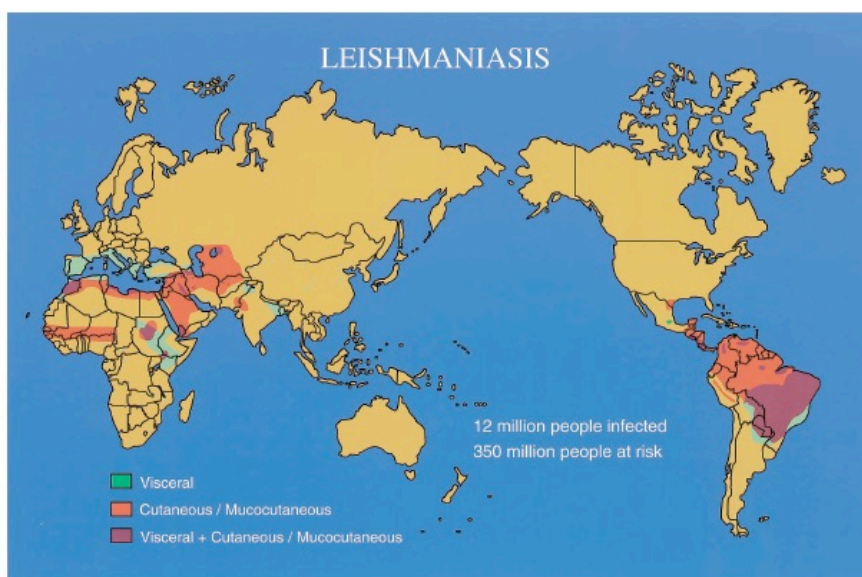 LEISHMANIASIS
12 million people infected
350 million people at risk
Visceral
Cutaneous / Mucocutaneous
Visceral + Cutaneous / Mucocutaneous